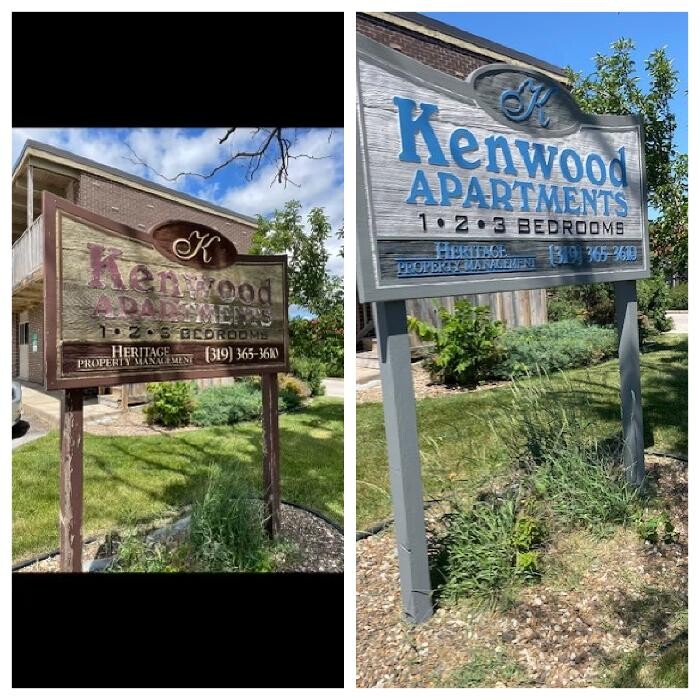 K
Kenwood
APARTMENTS
1•2•3 BEDROOMS
HERITAGE
PROPERTY MANAGEMENT
(319) 365-3610
K
Kenwood
APARTMENTS
1•2•3 BEDROOMS
HERITAGE
PROPERTY MANAGEMENT
(319) 365-3610